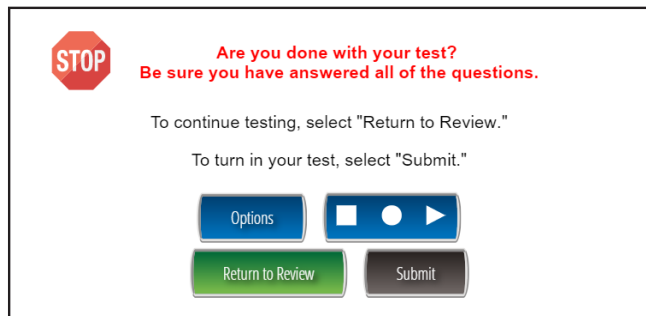 STOP
Are you done with your test?
Be sure you have answered all of the questions.
To continue testing, select "Return to Review."
To turn in your test, select "Submit."
Options
Return to Review
Submit